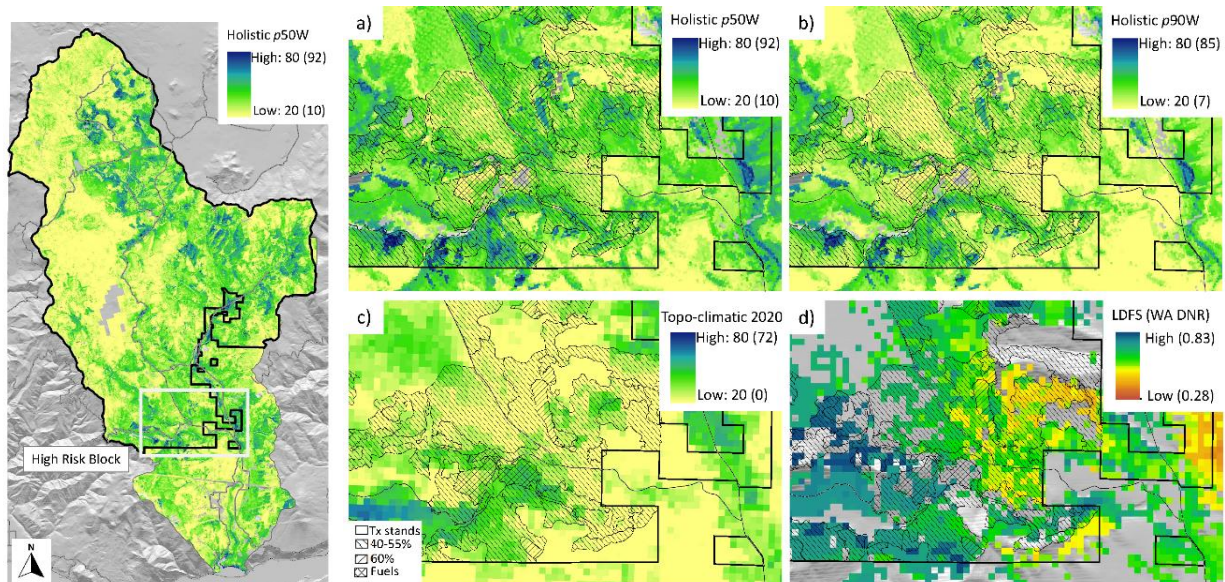 Holistic p50W
High: 80 (92)
Low: 20 (10)
High Risk Block
N
a)
Holistic p50W
High: 80 (92)
Low: 20 (10)
b)
Holistic p90W
High: 80 (85)
Low: 20 (7)
c)
Topo-climatic 2020
High: 80 (72)
Low: 20 (0)
Tx stands
40-55%
60%
Fuels
d)
LDFS (WA DNR)
High (0.83)
Low (0.28)